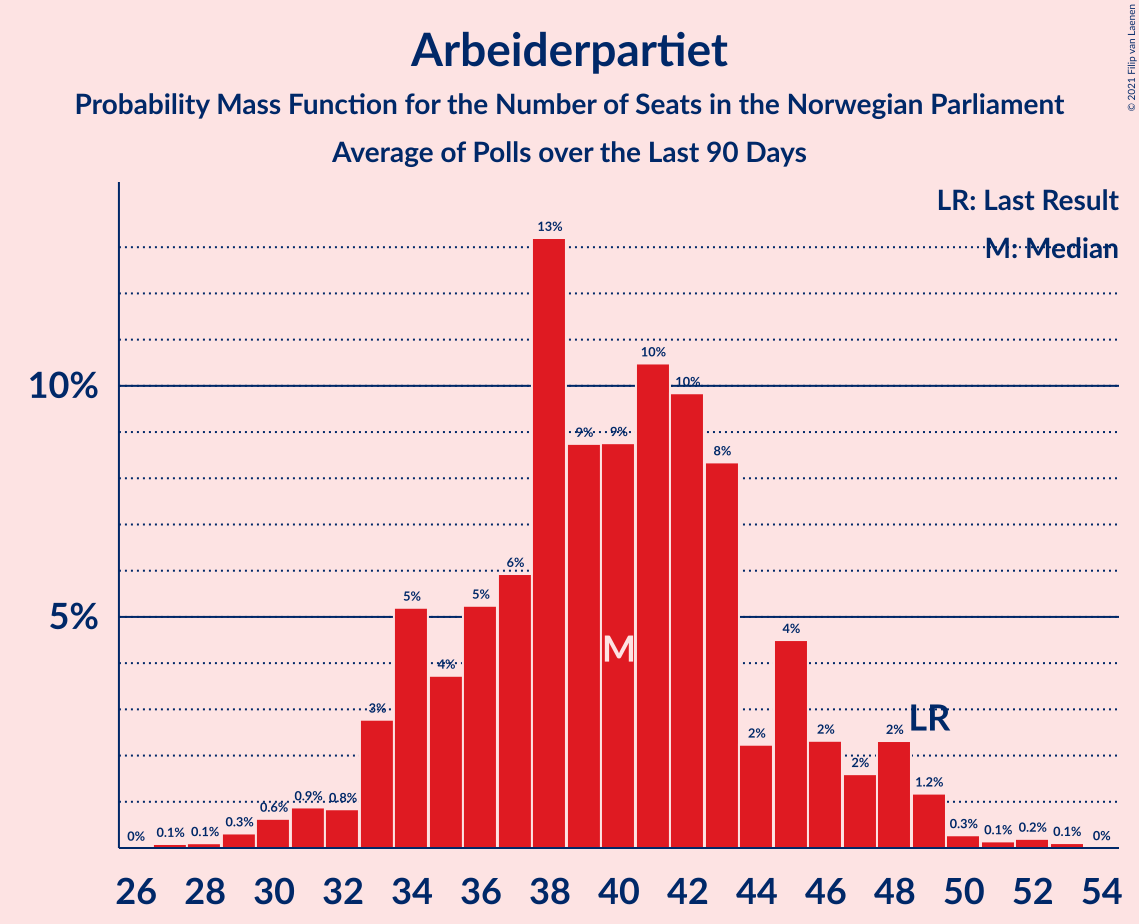 Arbeiderpartiet
Probability Mass Function for the Number of Seats in the Norwegian Parliament
Average of Polls over the Last 90 Days
© 2021 Filip van Laenen
LR: Last Result
M: Median
10%
5%
0% 0.1% 0.1% 0.3% 0.6% 0.9% 0.8% 3% 5% 4% 5% 6% 13% 9% 9% 10% 10% 8% 2% 4% 2% 2% 2% 1.2% 0.3% 0.1% 0.2% 0.1% 0%
M
LR
26 28 30 32 34 36 38 40 42 44 46 48 50 52 54